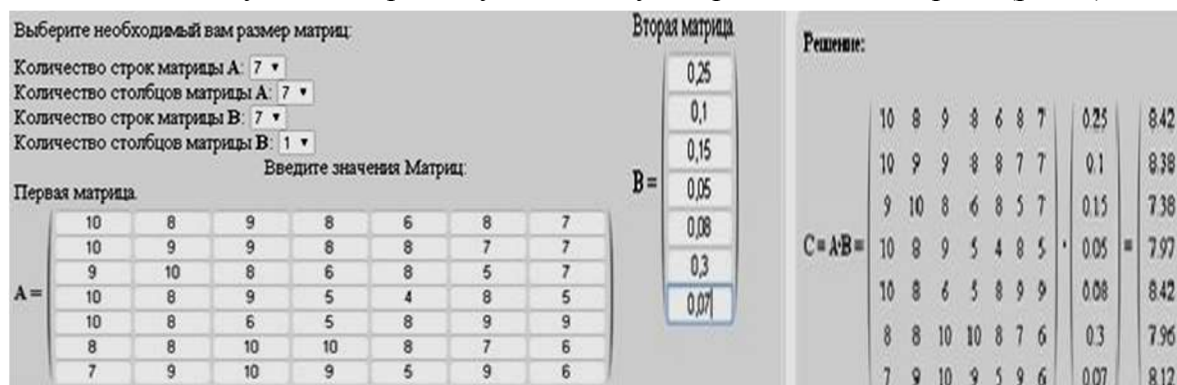 Выберите необходимый вам размер матриц:
Количество строк матрицы A: 7
Количество столбцов матрицы A: 7
Количество строк матрицы B: 7
Количество столбцов матрицы B: 1
Введите значения Матриц:
Первая матрица
A =
10 8 9 8 6 8 7
10 9 9 8 8 7 7
9 10 8 6 8 5 7
10 8 9 5 4 8 5
10 8 6 5 8 9 9
8 8 10 10 8 7 6
7 9 10 9 5 9 6
Вторая матрица
B =
0,25
0,1
0,15
0,05
0,08
0,3
0,07
Решение:
C = A·B =
10 8 9 8 6 8 7 0.25 8.42
10 9 9 8 8 7 7 0.1 8.38
9 10 8 6 8 5 7 0.15 7.38
10 8 9 5 4 8 5 · 0.05 = 7.97
10 8 6 5 8 9 9 0.08 8.42
8 8 10 10 8 7 6 0.3 7.96
7 9 10 9 5 9 6 0.07 8.12